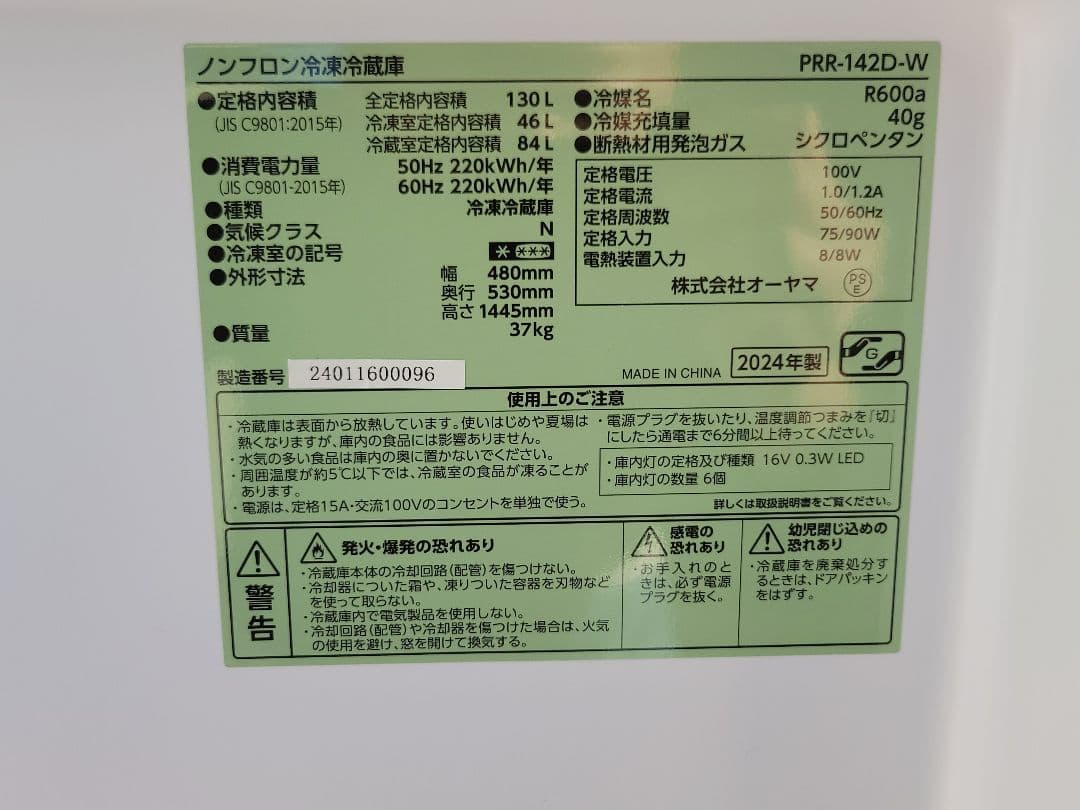 ノンフロン冷凍冷蔵庫 PRR-142D-W
●定格内容積 全定格内容積 130L
(JIS C9801:2015年) 冷凍室定格内容積 46L
冷蔵室定格内容積 84L
●消費電力量 50Hz 220kWh/年
(JIS C9801-2015年) 60Hz 220kWh/年
●種類 冷凍冷蔵庫
●気候クラス N
●冷凍室の記号 * ***
●外形寸法 幅 480mm
奥行 530mm
高さ 1445mm
●質量 37kg
●冷媒名 R600a
●冷媒充填量 40g
●断熱材用発泡ガス シクロペンタン
定格電圧 100V
定格電流 1.0/1.2A
定格周波数 50/60Hz
定格入力 75/90W
電熱装置入力 8/8W
株式会社オーヤマ PSE
製造番号 24011600096
MADE IN CHINA 2024年製 G
使用上のご注意
・冷蔵庫は表面から放熱しています。使いはじめや夏場は
熱くなりますが、庫内の食品には影響ありません。
・水気の多い食品は庫内の奥に置かないでください。
・周囲温度が約5℃以下では、冷蔵室の食品が凍ることが
あります。
・電源は、定格15A・交流100Vのコンセントを単独で使う。
・電源プラグを抜いたり、温度調節つまみを「切」
にしたら通電まで6分間以上待ってください。
・庫内灯の定格及び種類 16V 0.3W LED
・庫内灯の数量 6個
詳しくは取扱説明書をご覧ください。
警告
発火・爆発の恐れあり
・冷蔵庫本体の冷却回路(配管)を傷つけない。
・冷却器についた霜や、凍りついた容器を刃物など
を使って取らない。
・冷蔵庫内で電気製品を使用しない。
・冷却回路(配管)や冷却器を傷つけた場合は、火気
の使用を避け、窓を開けて換気する。
感電の
恐れあり
・お手入れのと
きは、必ず電源
プラグを抜く。
幼児閉じ込めの
恐れあり
・冷蔵庫を廃棄処分す
るときは、ドアパッキン
をはずす。